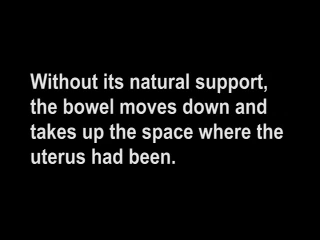 Without its natural support,
the bowel moves down and
takes up the space where the
uterus had been.